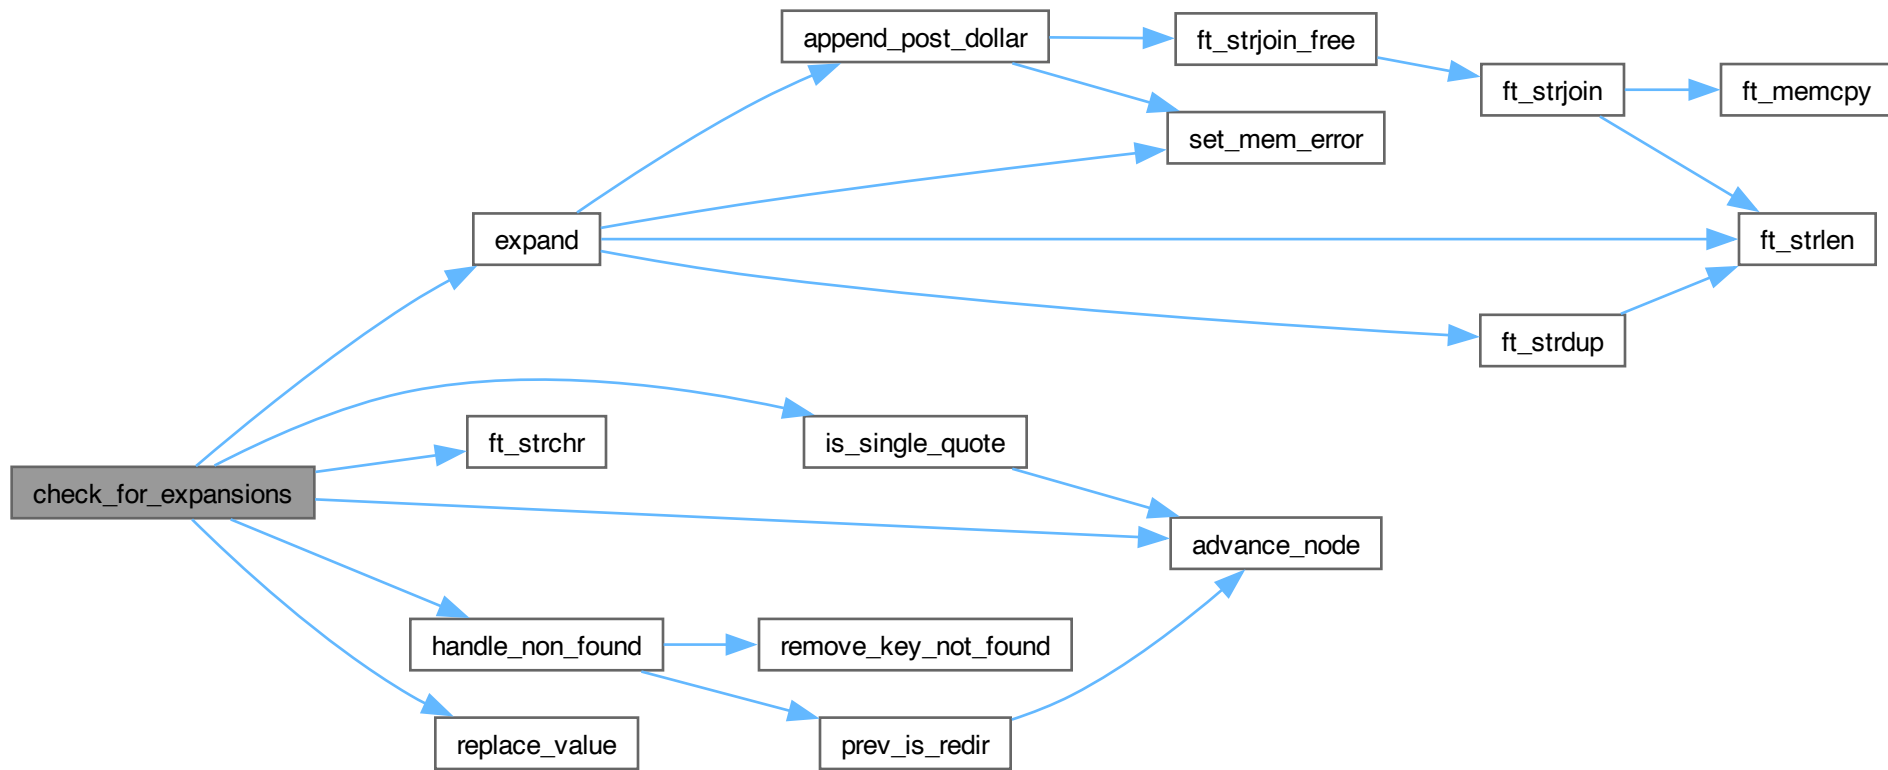 append_post_dollar
ft_strjoin_free
ft_strjoin
ft_memcpy
set_mem_error
expand
ft_strlen
ft_strdup
ft_strchr
is_single_quote
check_for_expansions
advance_node
handle_non_found
remove_key_not_found
replace_value
prev_is_redir